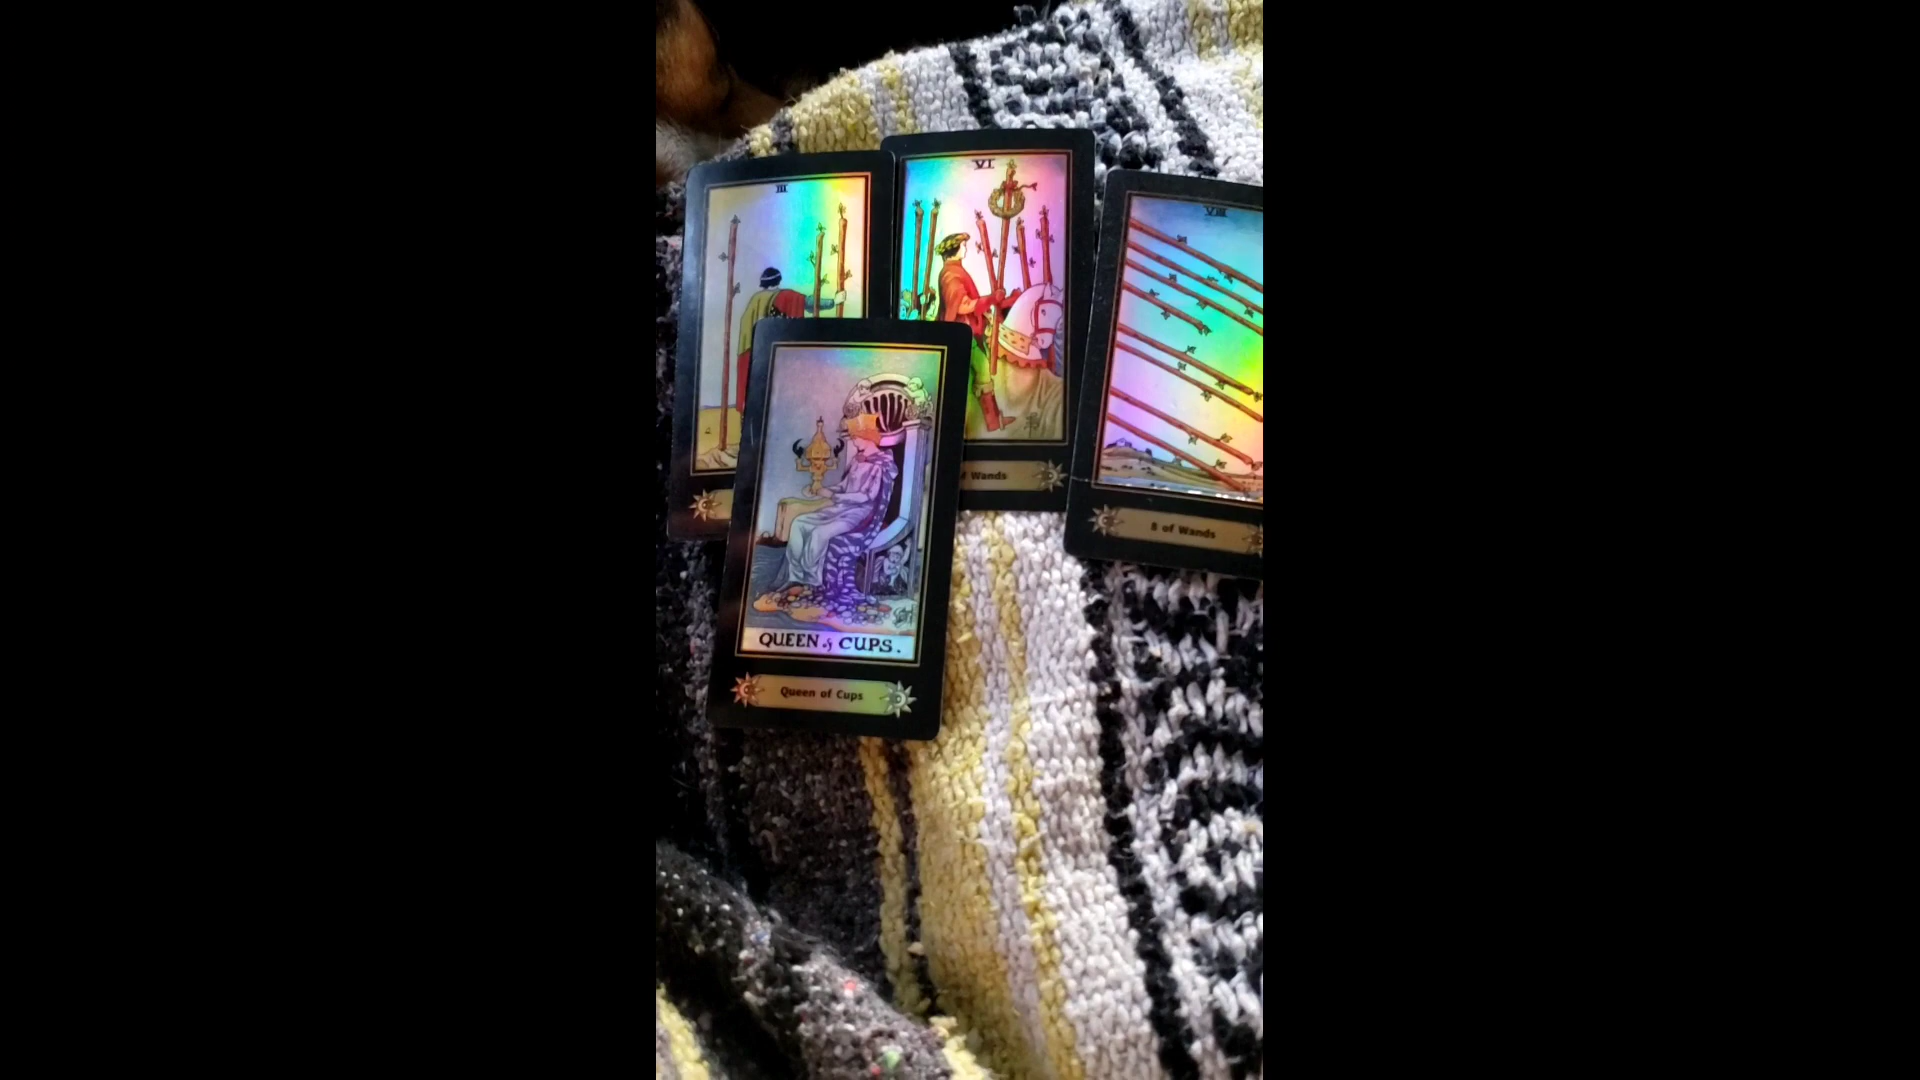 III
VI
VIII
f Wands
8 of Wands
QUEEN of CUPS.
Queen of Cups